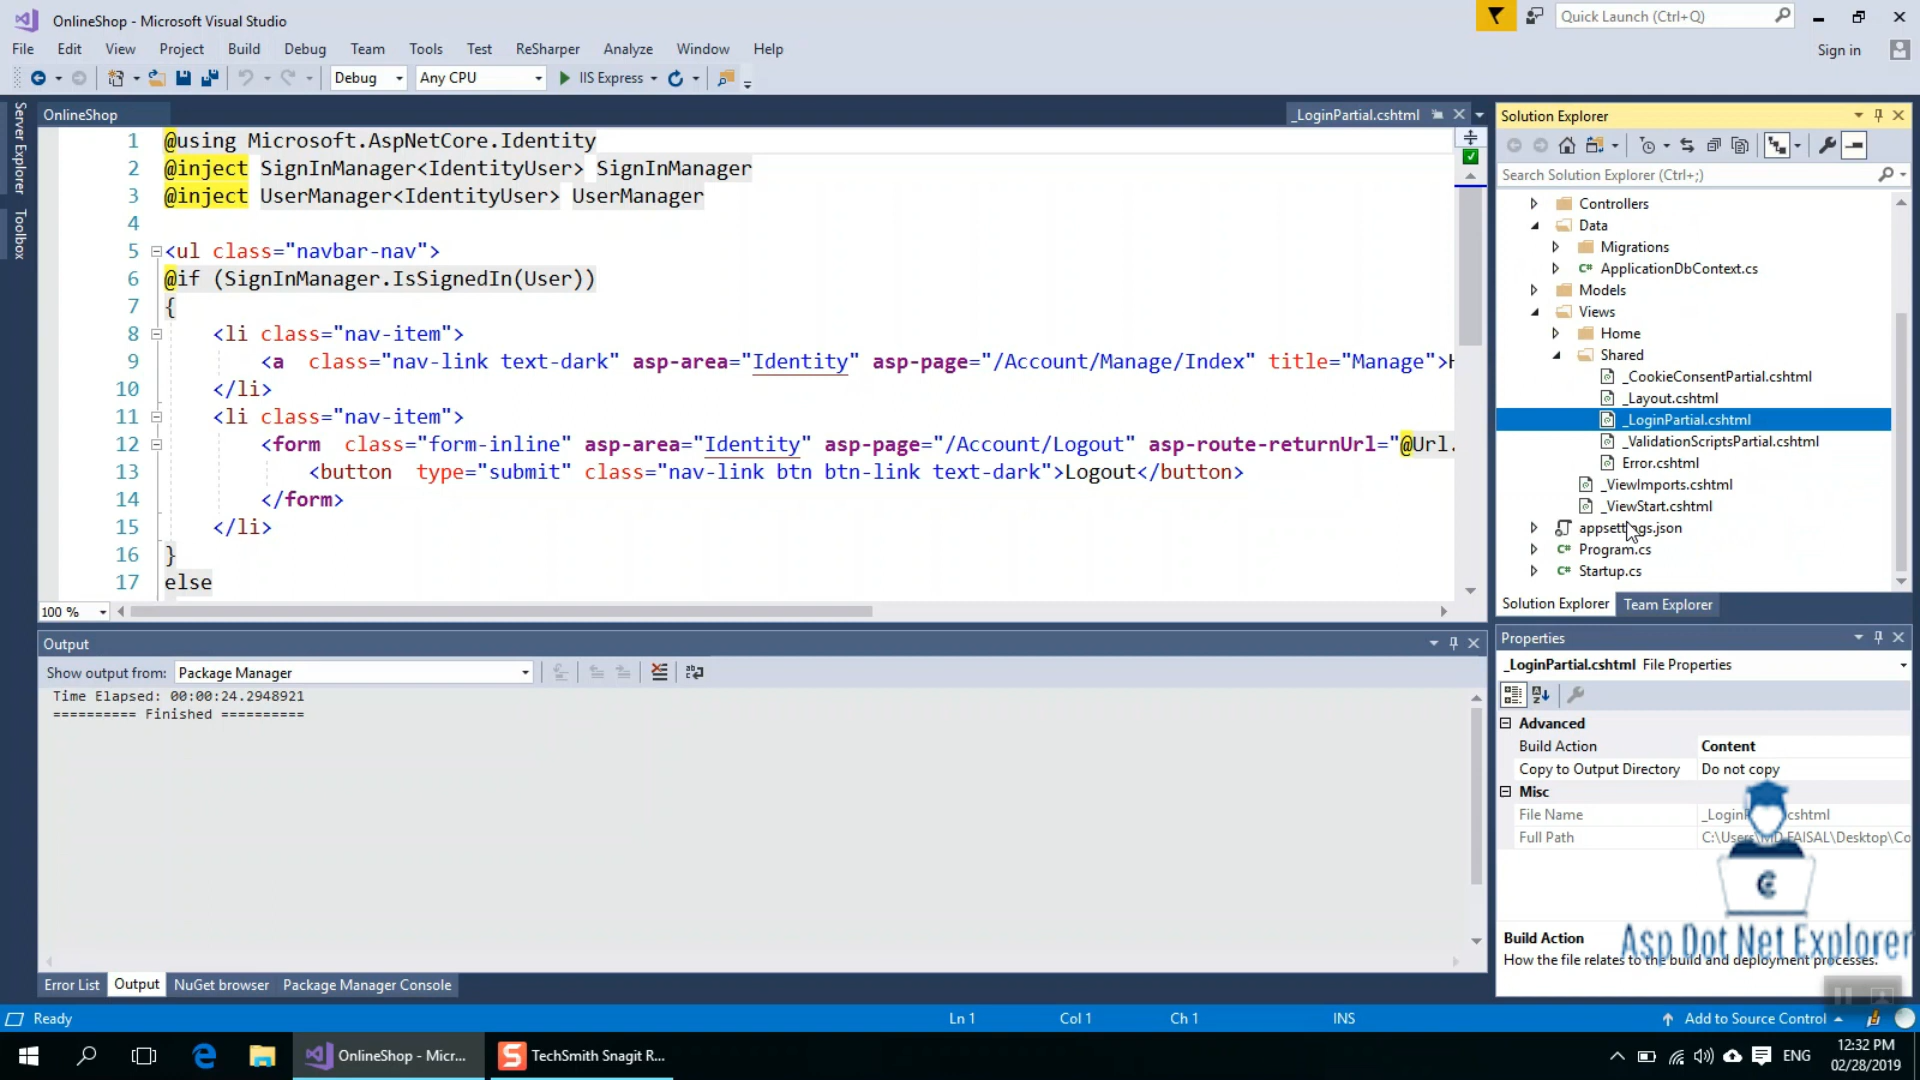 OnlineShop - Microsoft Visual Studio
Quick Launch (Ctrl+Q)
File Edit View Project Build Debug Team Tools Test ReSharper Analyze Window Help
Sign in
Debug Any CPU IIS Express
Server Explorer
Toolbox
OnlineShop
_LoginPartial.cshtml
1 @using Microsoft.AspNetCore.Identity
2 @inject SignInManager<IdentityUser> SignInManager
3 @inject UserManager<IdentityUser> UserManager
4
5 <ul class="navbar-nav">
6 @if (SignInManager.IsSignedIn(User))
7 {
8 <li class="nav-item">
9 <a class="nav-link text-dark" asp-area="Identity" asp-page="/Account/Manage/Index" title="Manage">H
10 </li>
11 <li class="nav-item">
12 <form class="form-inline" asp-area="Identity" asp-page="/Account/Logout" asp-route-returnUrl="@Url.
13 <button type="submit" class="nav-link btn btn-link text-dark">Logout</button>
14 </form>
15 </li>
16 }
17 else
100 %
Solution Explorer
Search Solution Explorer (Ctrl+;)
Controllers
Data
Migrations
C# ApplicationDbContext.cs
Models
Views
Home
Shared
_CookieConsentPartial.cshtml
_Layout.cshtml
_LoginPartial.cshtml
_ValidationScriptsPartial.cshtml
Error.cshtml
_ViewImports.cshtml
_ViewStart.cshtml
appsettings.json
C# Program.cs
C# Startup.cs
Solution Explorer Team Explorer
Output
Show output from: Package Manager
Time Elapsed: 00:00:24.2948921
========== Finished ==========
Error List Output NuGet browser Package Manager Console
Properties
_LoginPartial.cshtml File Properties
Advanced
Build Action Content
Copy to Output Directory Do not copy
Misc
File Name cshtml
Full Path C:\Users\MD FAISAL\Desktop\Co
Build Action
How the file relates to the build and deployment processes.
Asp Dot Net Explorer
Ready Ln 1 Col 1 Ch 1 INS Add to Source Control
OnlineShop - Micr...
TechSmith Snagit R...
ENG
12:32 PM
02/28/2019